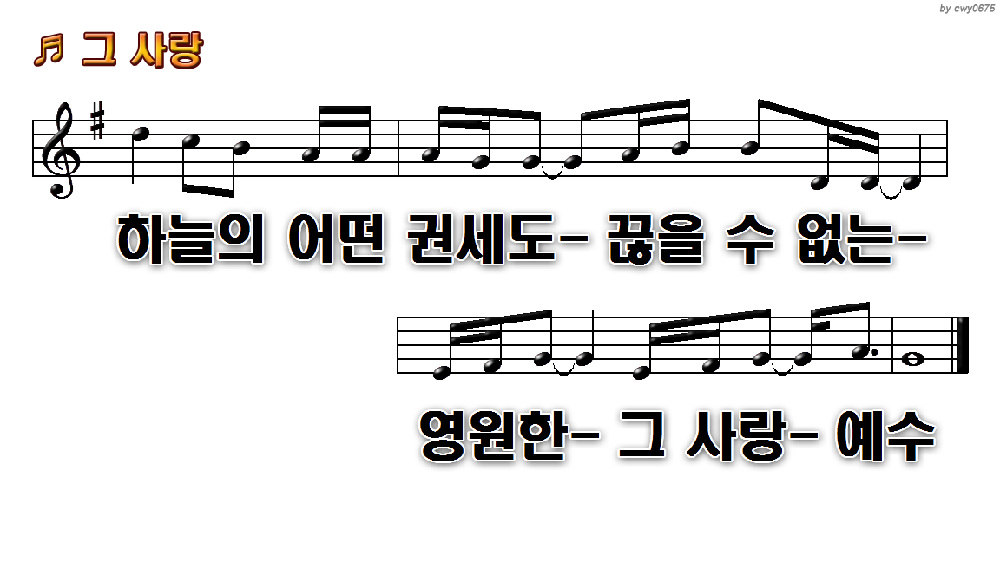 by cwy0675
♬ 그 사랑
하늘의 어떤 권세도- 끊을 수 없는-
영원한- 그 사랑- 예수